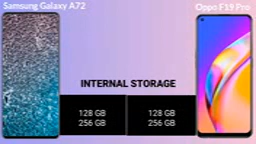 Samsung Galaxy A72
Oppo F19 Pro
INTERNAL STORAGE
128 GB
256 GB
128 GB
256 GB